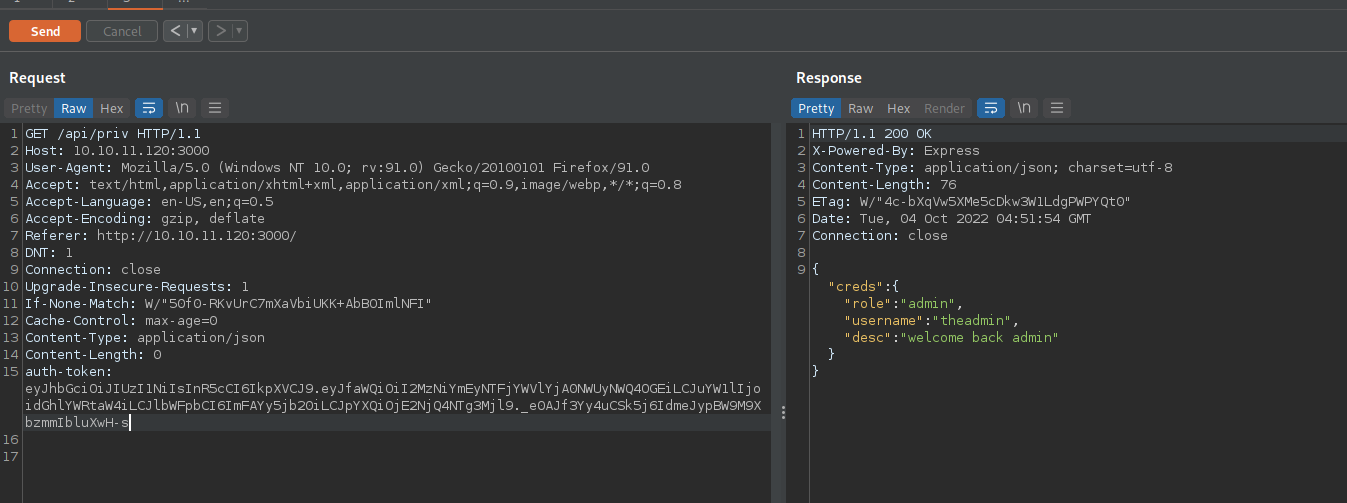 Send
Cancel
<
>
Request
Response
Pretty
Raw
Hex
\n
Pretty
Raw
Hex
Render
\n
1 GET /api/priv HTTP/1.1
2 Host: 10.10.11.120:3000
3 User-Agent: Mozilla/5.0 (Windows NT 10.0; rv:91.0) Gecko/20100101 Firefox/91.0
4 Accept: text/html,application/xhtml+xml,application/xml;q=0.9,image/webp,*/*;q=0.8
5 Accept-Language: en-US,en;q=0.5
6 Accept-Encoding: gzip, deflate
7 Referer: http://10.10.11.120:3000/
8 DNT: 1
9 Connection: close
10 Upgrade-Insecure-Requests: 1
11 If-None-Match: W/"50f0-RKvUrC7mXaVbiUKK+AbB0ImlNFI"
12 Cache-Control: max-age=0
13 Content-Type: application/json
14 Content-Length: 0
15 auth-token:
eyJhbGciOiJIUzI1NiIsInR5cCI6IkpXVCJ9.eyJfaWQiOiI2MzNiYmEyNTFjYWVlYjA0NWUyNWQ4OGEiLCJuYW1lIjo
idGhlYWRtaW4iLCJlbWFpbCI6ImFAYy5jb20iLCJpYXQiOjE2NjQ4NTg3Mjl9._e0AJf3Yy4uCSk5j6IdmeJypBW9M9X
bzmmIbluXwH-s
16
17
1 HTTP/1.1 200 OK
2 X-Powered-By: Express
3 Content-Type: application/json; charset=utf-8
4 Content-Length: 76
5 ETag: W/"4c-bXqVw5XMe5cDkw3W1LdgPWPYQt0"
6 Date: Tue, 04 Oct 2022 04:51:54 GMT
7 Connection: close
8
9 {
"creds":{
"role":"admin",
"username":"theadmin",
"desc":"welcome back admin"
}
}